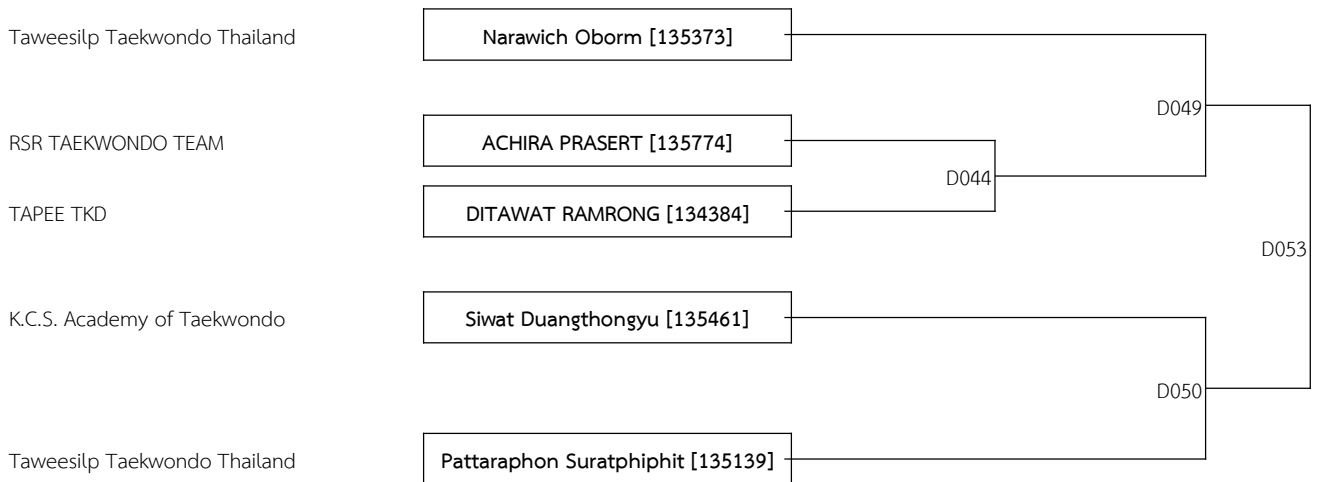 Taweesilp Taekwondo Thailand Narawich Oborm [135373]
D049
RSR TAEKWONDO TEAM ACHIRA PRASERT [135774]
D044
TAPEE TKD DITAWAT RAMRONG [134384]
D053
K.C.S. Academy of Taekwondo Siwat Duangthongyu [135461]
D050
Taweesilp Taekwondo Thailand Pattaraphon Suratphiphit [135139]